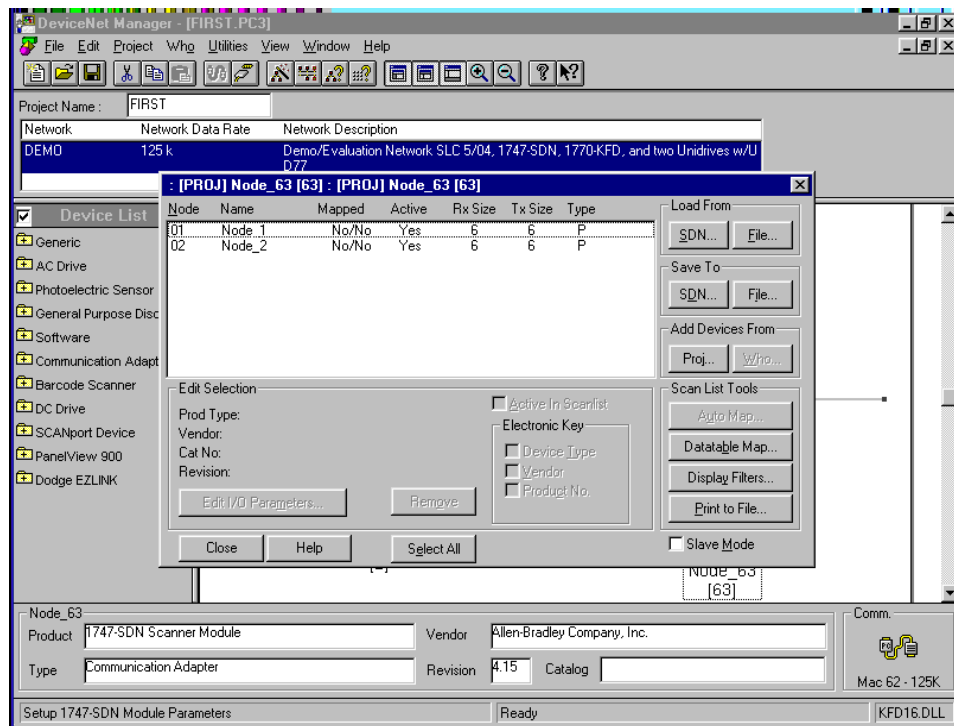 DeviceNet Manager - [FIRST.PC3]
File Edit Project Who Utilities View Window Help
Project Name : FIRST
Network Network Data Rate Network Description
DEMO 125 k Demo/Evaluation Network SLC 5/04, 1747-SDN, 1770-KFD, and two Unidrives w/U
D77
: [PROJ] Node_63 [63] : [PROJ] Node_63 [63]
Node Name Mapped Active Rx Size Tx Size Type
01 Node_1 No/No Yes 6 6 P
02 Node_2 No/No Yes 6 6 P
Load From
SDN... File...
Save To
SDN... File...
Add Devices From
Proj... Who...
Scan List Tools
Auto Map...
Datatable Map...
Display Filters...
Print to File...
Slave Mode
Edit Selection
Prod Type:
Vendor:
Cat No:
Revision:
Edit I/O Parameters...
Remove
Active In Scanlist
Electronic Key
Device Type
Vendor
Product No.
Close Help Select All
Device List
Generic
AC Drive
Photoelectric Sensor
General Purpose Disc
Software
Communication Adapt
Barcode Scanner
DC Drive
SCANport Device
PanelView 900
Dodge EZLINK
Node_63
[63]
Node_63
Product 1747-SDN Scanner Module Vendor Allen-Bradley Company, Inc.
Type Communication Adapter Revision 4.15 Catalog
Comm.
Mac 62 - 125K
Setup 1747-SDN Module Parameters Ready KFD16.DLL